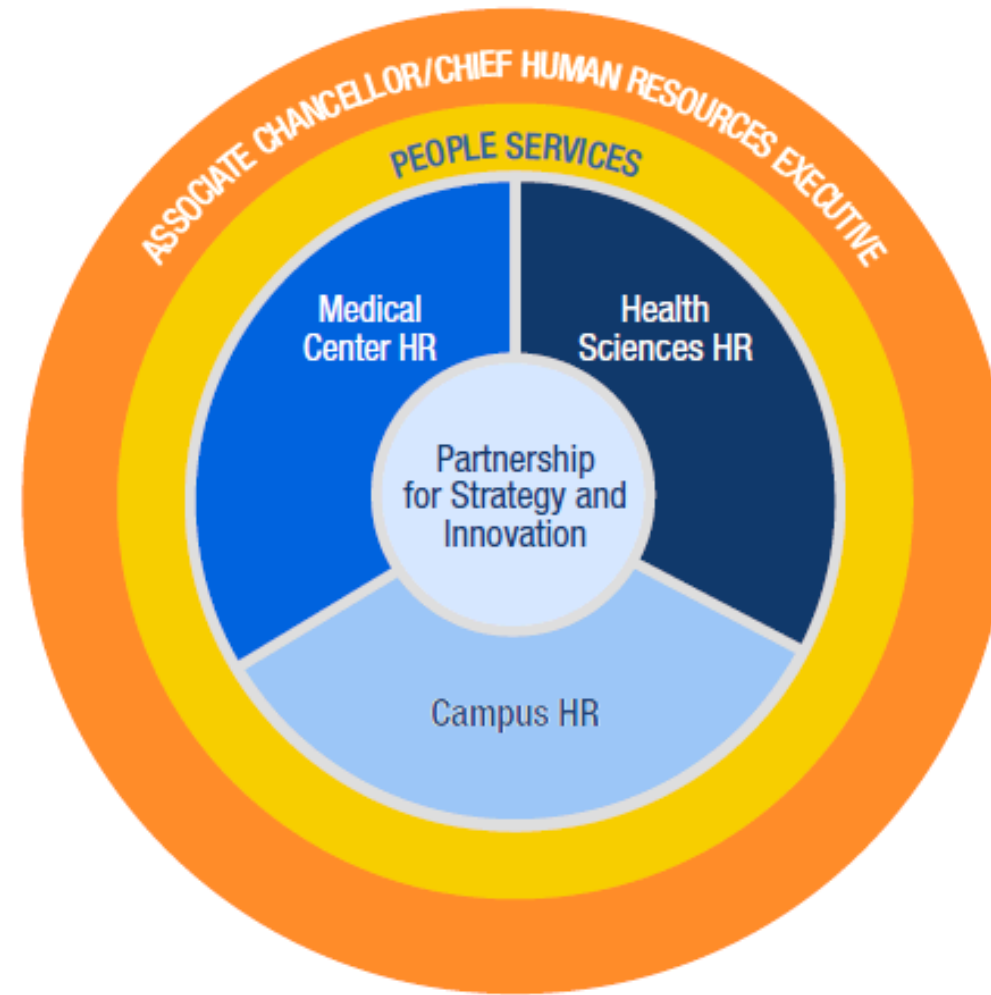 ASSOCIATE CHANCELLOR/CHIEF HUMAN RESOURCES EXECUTIVE
PEOPLE SERVICES
Medical
Center HR
Health
Sciences HR
Partnership
for Strategy and
Innovation
Campus HR